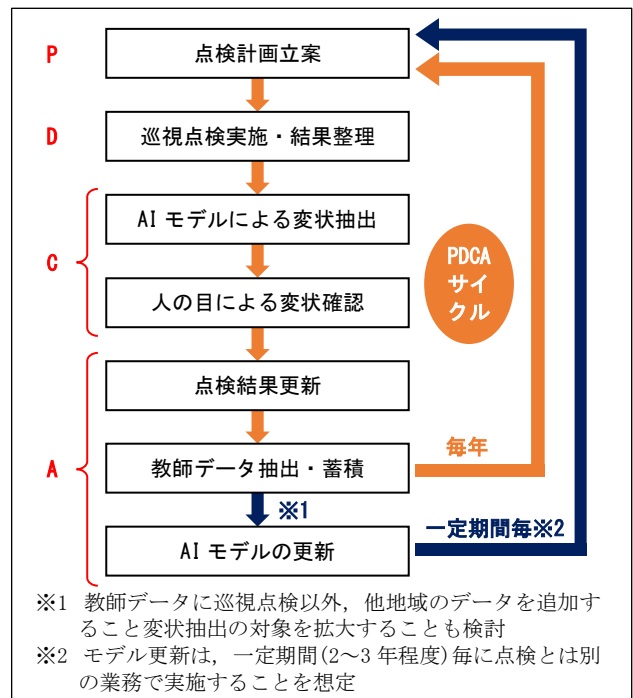 P
点検計画立案
D
巡視点検実施・結果整理
C
AI モデルによる変状抽出
人の目による変状確認
PDCA
サイ
クル
A
点検結果更新
教師データ抽出・蓄積
毎年
※1
AI モデルの更新
一定期間毎※2
※1 教師データに巡視点検以外，他地域のデータを追加す
ること変状抽出の対象を拡大することも検討
※2 モデル更新は，一定期間(2～3 年程度)毎に点検とは別
の業務で実施することを想定